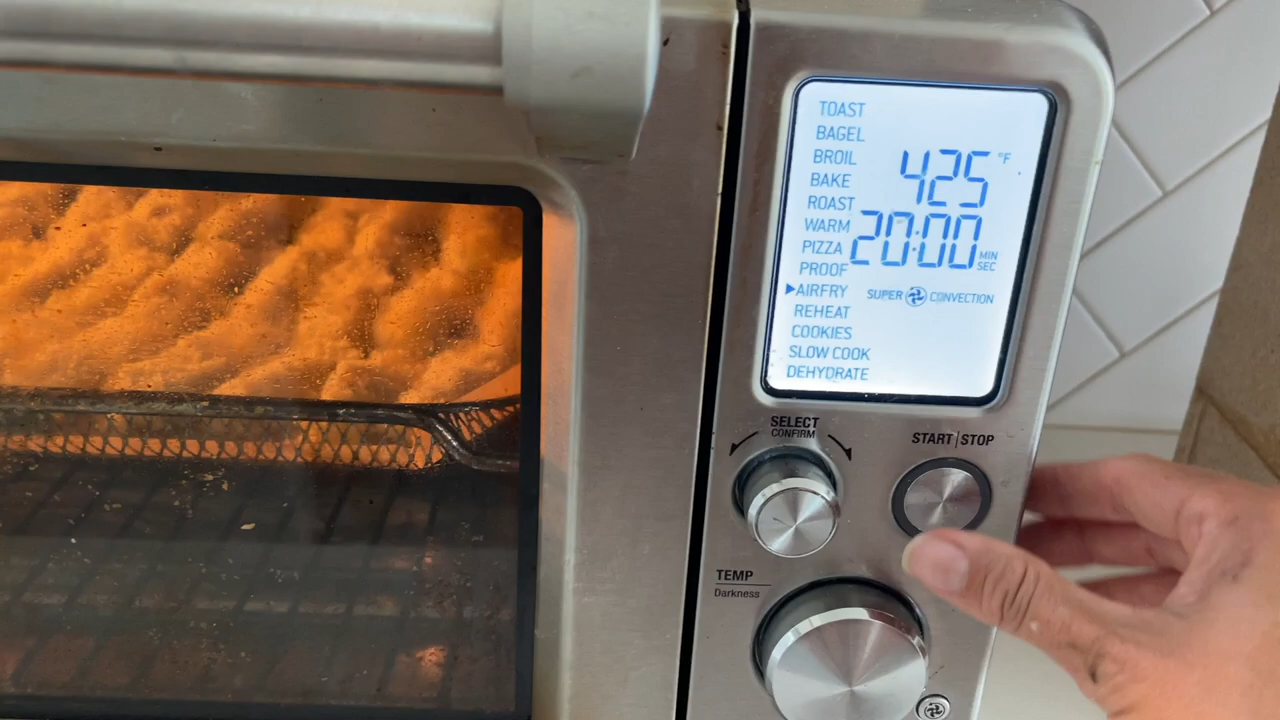 TOAST
BAGEL
BROIL
BAKE
ROAST
WARM
PIZZA
PROOF
AIRFRY
REHEAT
COOKIES
SLOW COOK
DEHYDRATE
425 °F
20:00 MIN SEC
SUPER CONVECTION
SELECT
CONFIRM
START|STOP
TEMP
Darkness